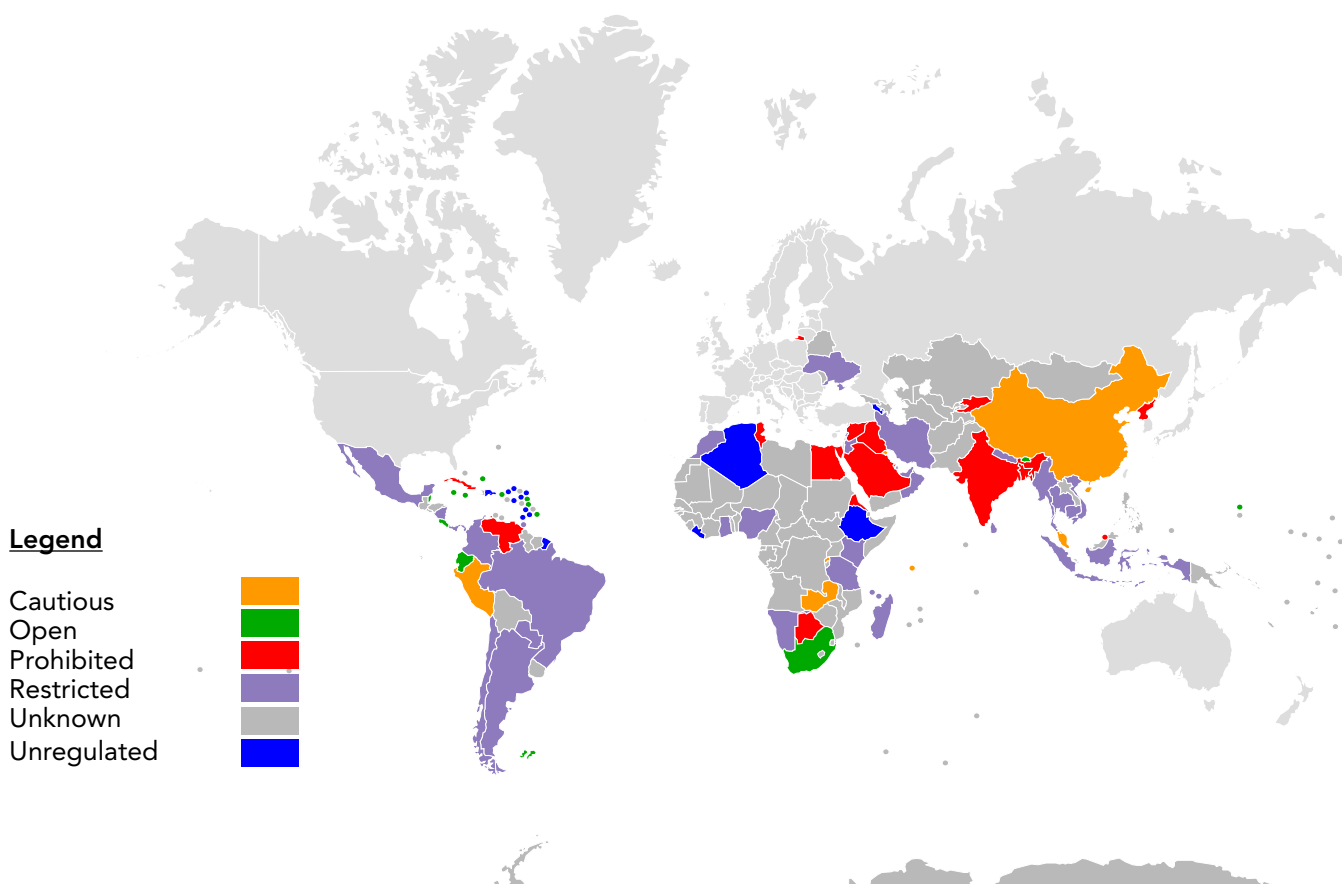 Legend
Cautious
Open
Prohibited
Restricted
Unknown
Unregulated